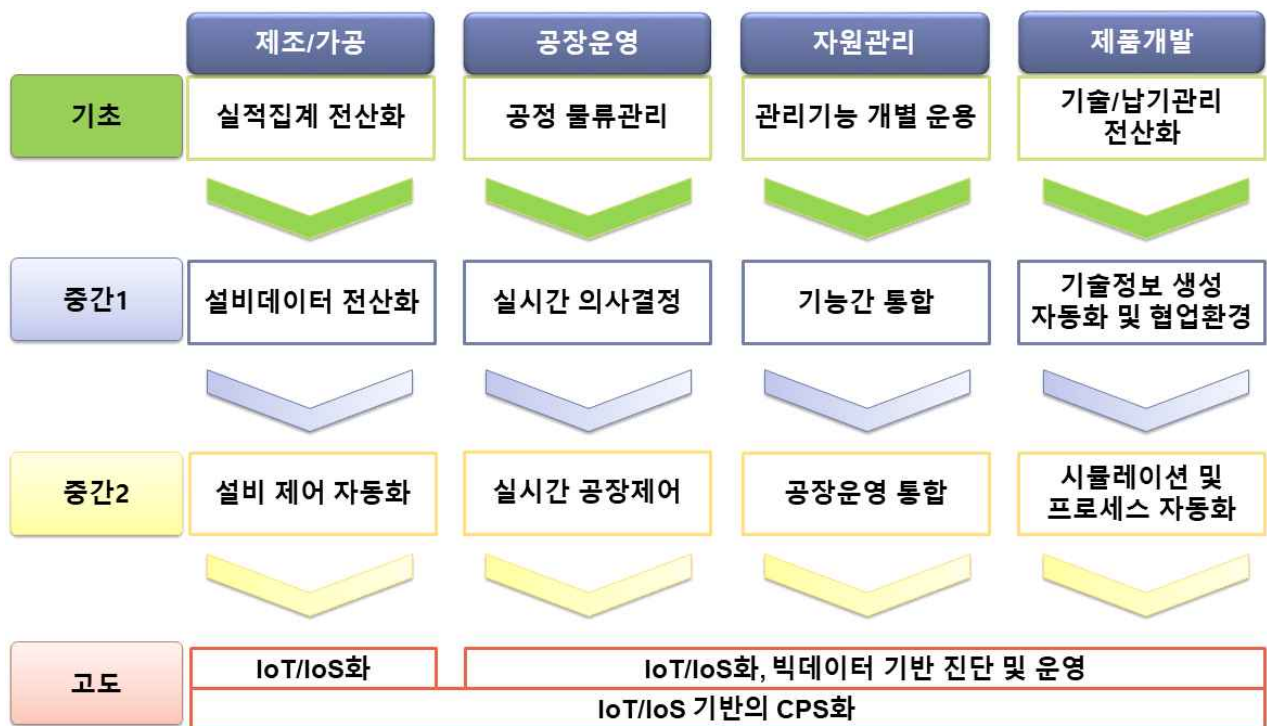 제조/가공
공장운영
자원관리
제품개발
기초
실적집계 전산화
공정 물류관리
관리기능 개별 운용
기술/납기관리
전산화
중간1
설비데이터 전산화
실시간 의사결정
기능간 통합
기술정보 생성
자동화 및 협업환경
중간2
설비 제어 자동화
실시간 공장제어
공장운영 통합
시뮬레이션 및
프로세스 자동화
고도
IoT/IoS화
IoT/IoS화, 빅데이터 기반 진단 및 운영
IoT/IoS 기반의 CPS화